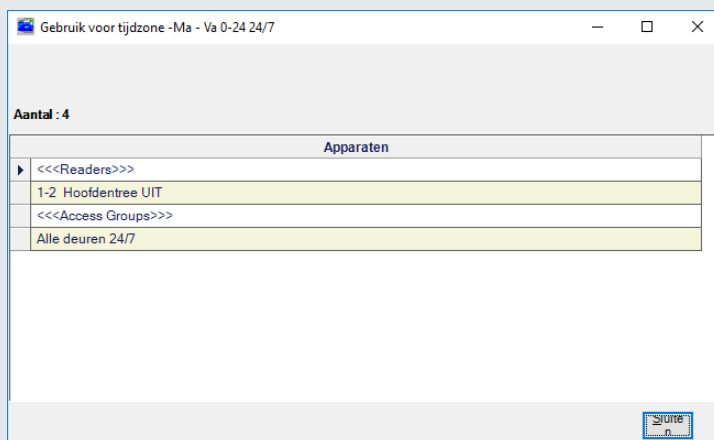 Gebruik voor tijdzone -Ma - Va 0-24 24/7
Aantal : 4
Apparaten
<<<Readers>>>
1-2 Hoofdentree UIT
<<<Access Groups>>>
Alle deuren 24/7
Sluite
n